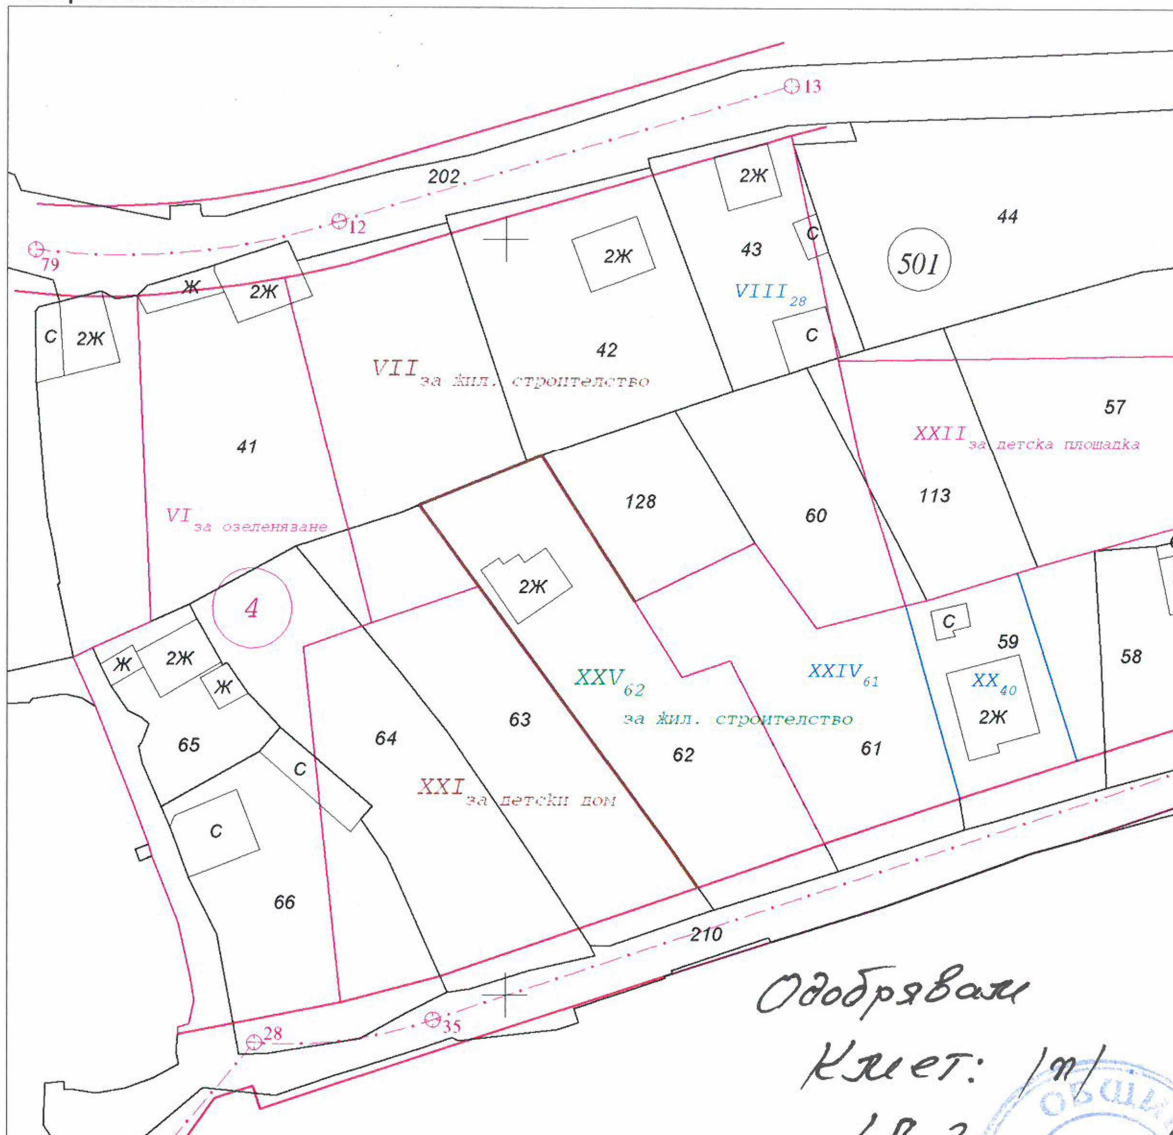 13
202
12
79
2Ж
44
43
С
501
2Ж
VIII28
Ж
2Ж
С
2Ж
С
42
VII за жил. строителство
57
41
XXII за детска площадка
128
60
113
VI за озеленяване
2Ж
4
С
59
58
Ж
2Ж
Ж
XXV62
за жил. строителство
XXIV61
XX40
2Ж
65
64
63
62
61
С
XXI за детски дом
С
66
210
Одобрявам
28
35
Кмет: /п/
ОБЩИН